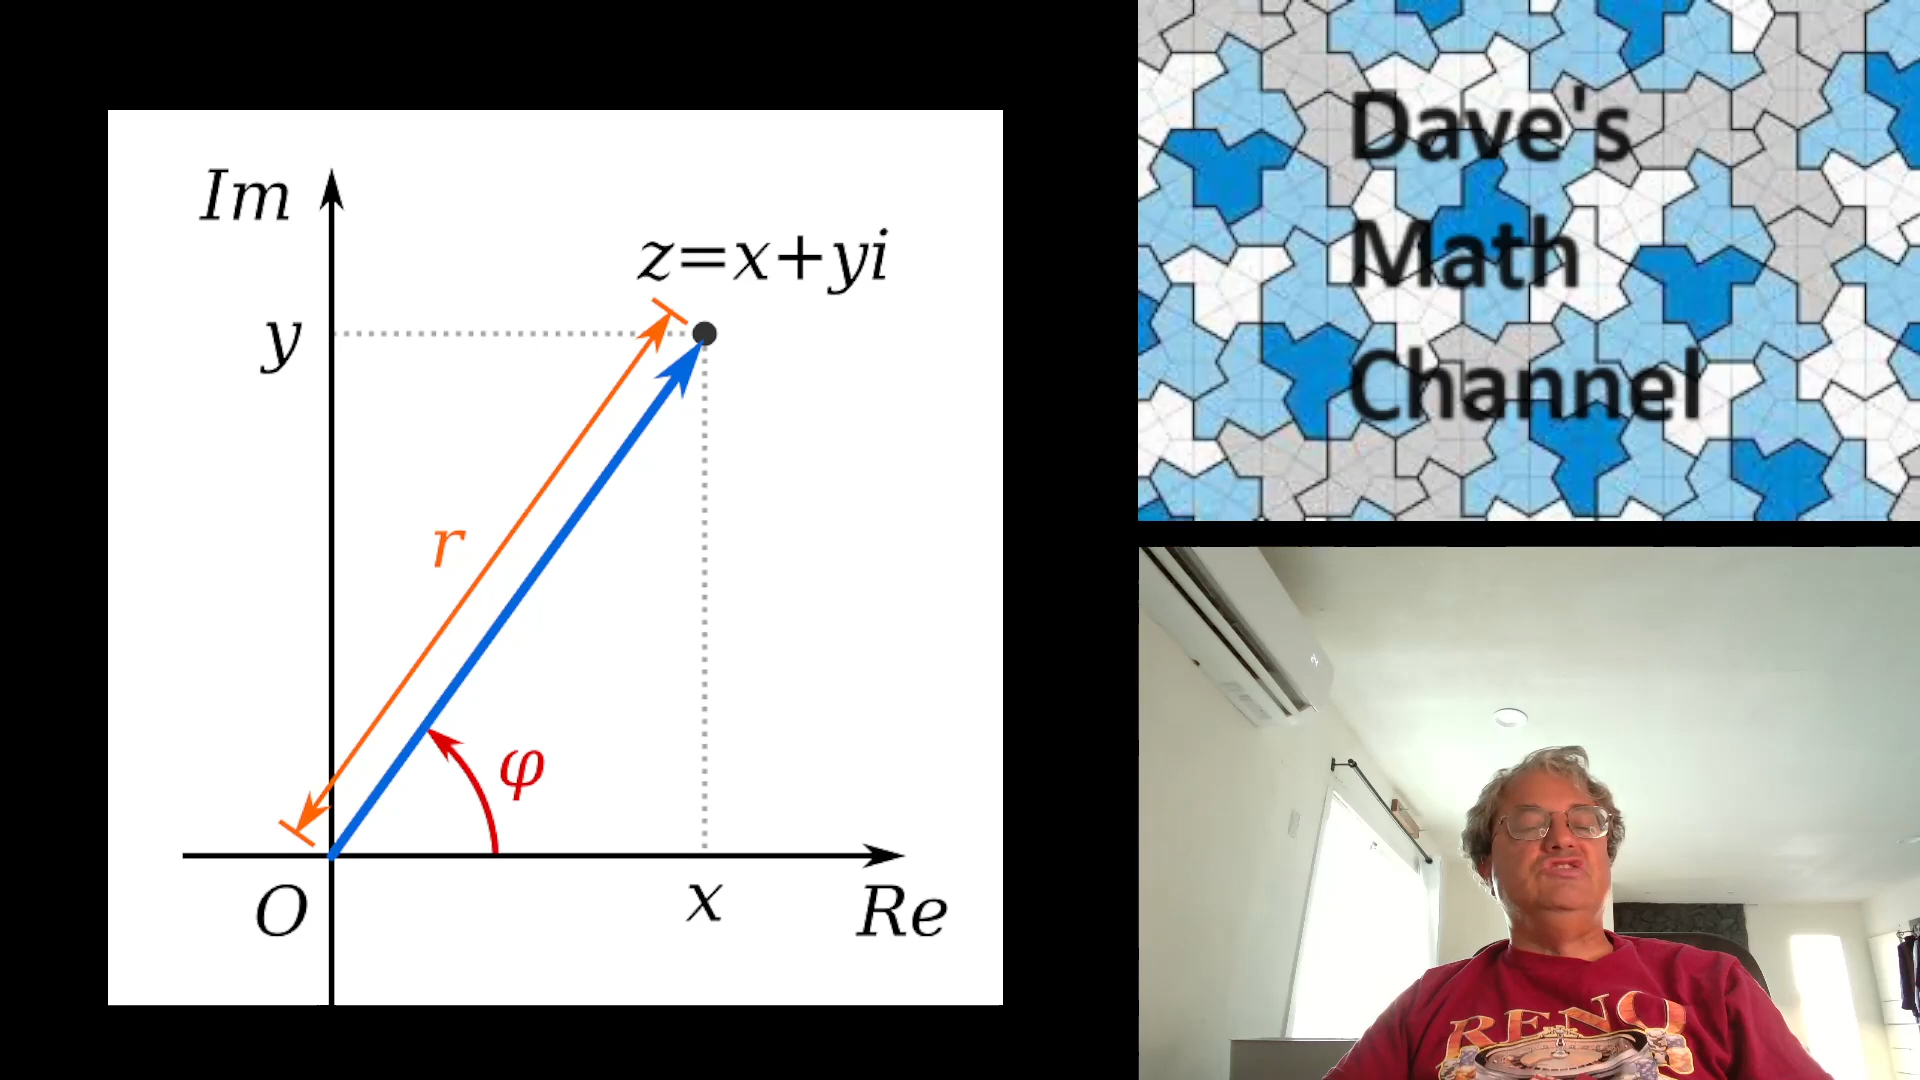 Im
z=x+yi
y
r
φ
O
x
Re
Dave's
Math
Channel
RENO